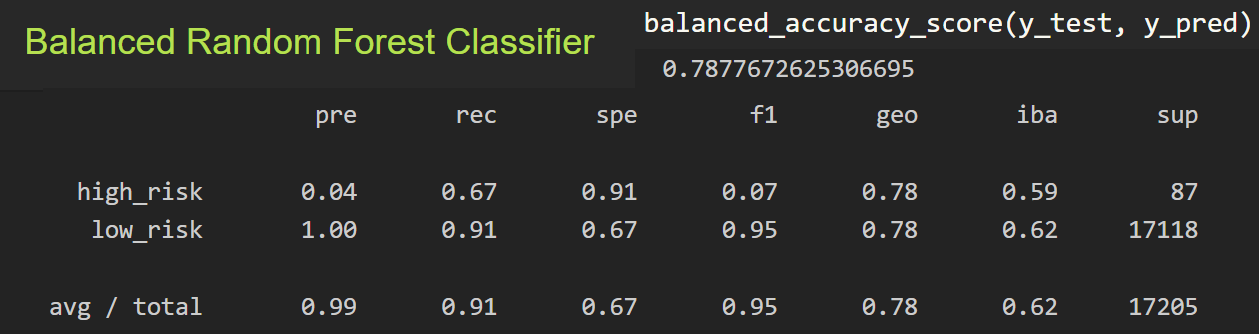 Balanced Random Forest Classifier
balanced_accuracy_score(y_test, y_pred)
0.7877672625306695
pre rec spe f1 geo iba sup
high_risk 0.04 0.67 0.91 0.07 0.78 0.59 87
low_risk 1.00 0.91 0.67 0.95 0.78 0.62 17118
avg / total 0.99 0.91 0.67 0.95 0.78 0.62 17205